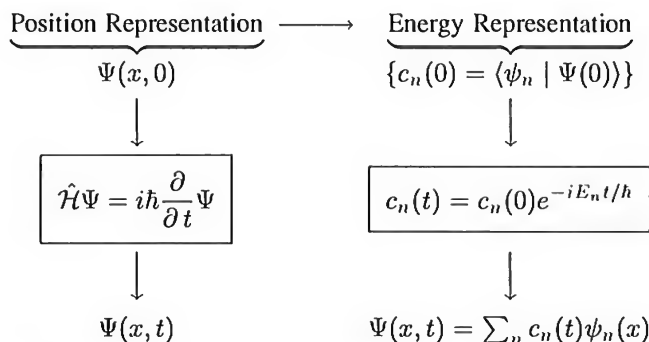 Position Representation ⟶ Energy Representation
Ψ(x, 0) {c_n(0) = ⟨ψ_n | Ψ(0)⟩}
ĤΨ = iħ ∂/∂t Ψ c_n(t) = c_n(0)e^{-iE_n t/ħ}
Ψ(x, t) Ψ(x, t) = ∑_n c_n(t)ψ_n(x)